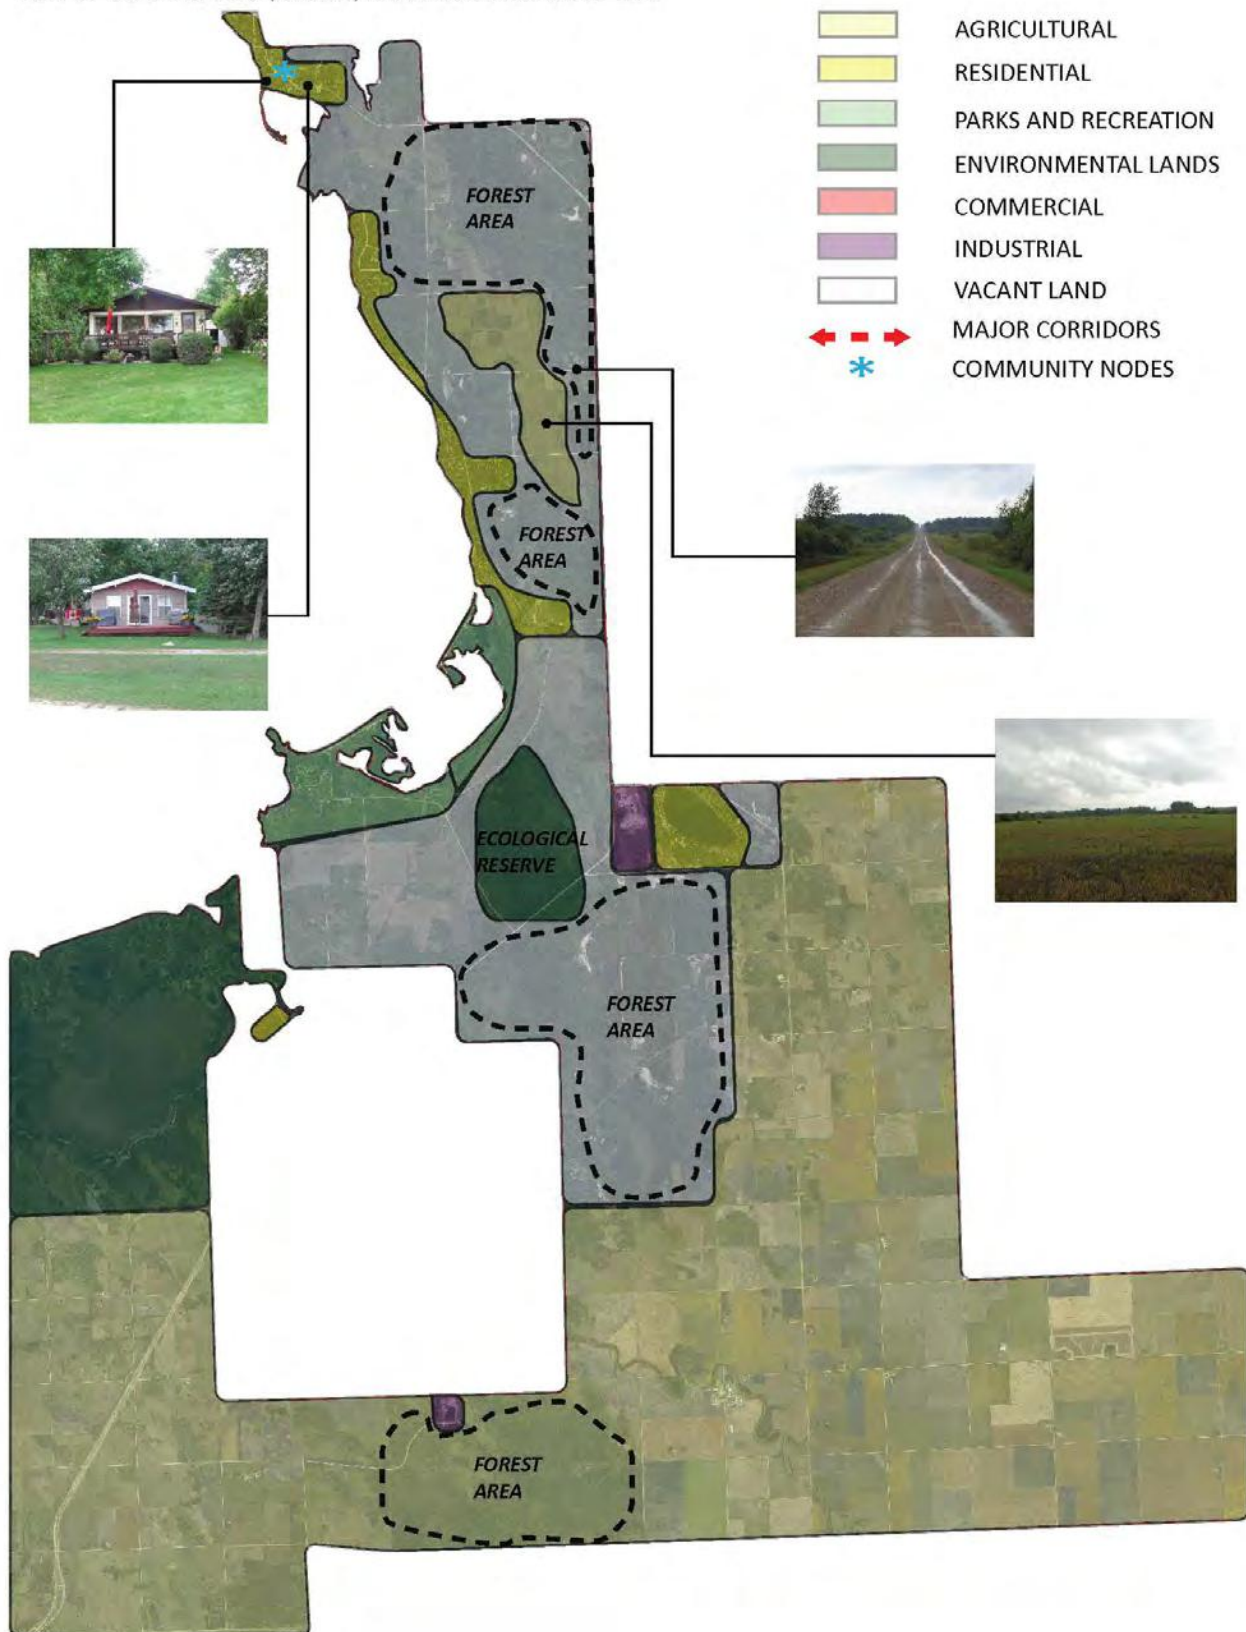 AGRICULTURAL
RESIDENTIAL
PARKS AND RECREATION
ENVIRONMENTAL LANDS
COMMERCIAL
INDUSTRIAL
VACANT LAND
MAJOR CORRIDORS
COMMUNITY NODES
FOREST
AREA
FOREST
AREA
ECOLOGICAL
RESERVE
FOREST
AREA
FOREST
AREA